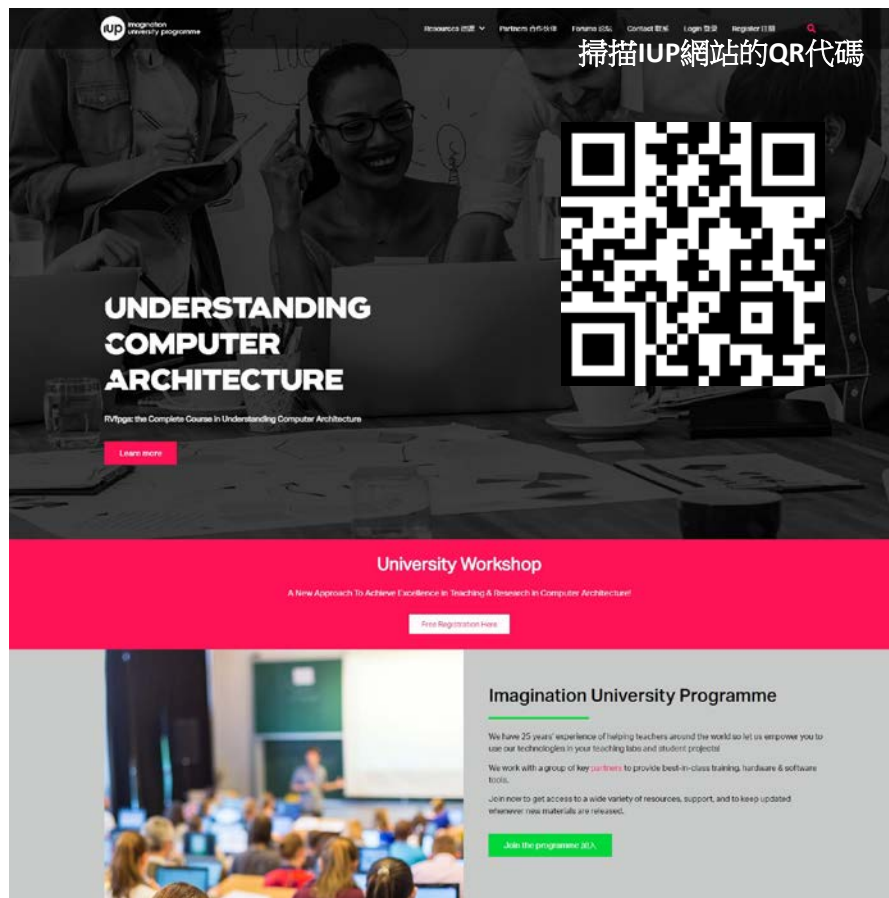 iup imagination
university programme
Resources 资源 Partners 合作伙伴 Forums 论坛 Contact 联系 Login 登录 Register 注册
掃描IUP網站的QR代碼
Ideas
UNDERSTANDING
COMPUTER
ARCHITECTURE
RVfpga: the Complete Course in Understanding Computer Architecture
Learn more
University Workshop
A New Approach To Achieve Excellence in Teaching & Research in Computer Architecture!
Free Registration Here
Imagination University Programme
We have 25 years' experience of helping teachers around the world so let us empower you to
use our technologies in your teaching labs and student projects!
We work with a group of key partners to provide best-in-class training, hardware & software
tools.
Join now to get access to a wide variety of resources, support, and to keep updated
whenever new materials are released.
Join the programme 加入